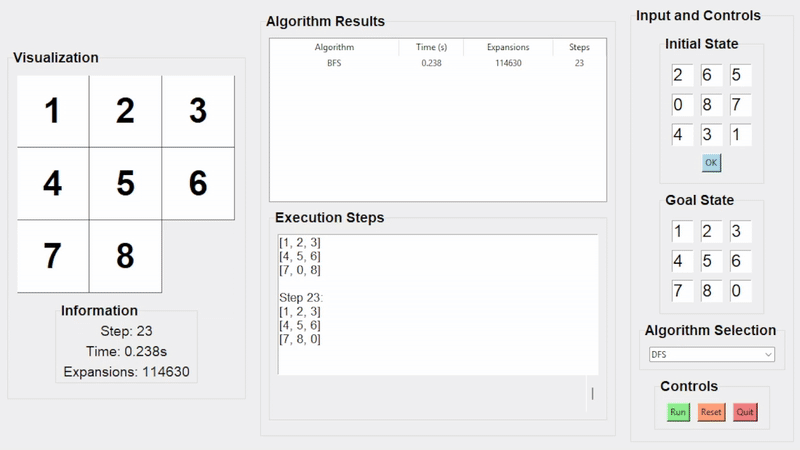 Visualization
1 2 3
4 5 6
7 8
Information
Step: 23
Time: 0.238s
Expansions: 114630
Algorithm Results
Algorithm Time (s) Expansions Steps
BFS 0.238 114630 23
Execution Steps
[1, 2, 3]
[4, 5, 6]
[7, 0, 8]
Step 23:
[1, 2, 3]
[4, 5, 6]
[7, 8, 0]
Input and Controls
Initial State
2 6 5
0 8 7
4 3 1
OK
Goal State
1 2 3
4 5 6
7 8 0
Algorithm Selection
DFS
Controls
Run Reset Quit